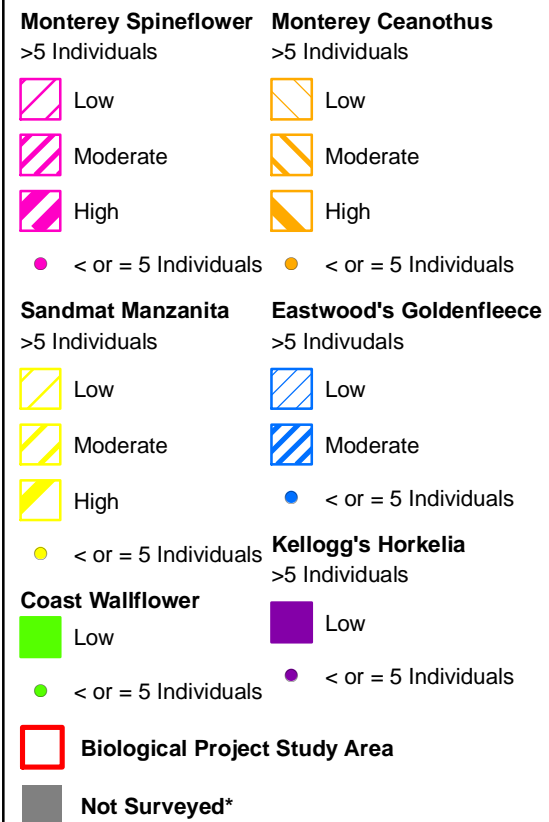 Monterey Spineflower
>5 Individuals
Low
Moderate
High
< or = 5 Individuals
Monterey Ceanothus
>5 Individuals
Low
Moderate
High
< or = 5 Individuals
Sandmat Manzanita
>5 Individuals
Low
Moderate
High
< or = 5 Individuals
Eastwood's Goldenfleece
>5 Indivudals
Low
Moderate
< or = 5 Individuals
Coast Wallflower
Low
< or = 5 Individuals
Kellogg's Horkelia
>5 Individuals
Low
< or = 5 Individuals
Biological Project Study Area
Not Surveyed*